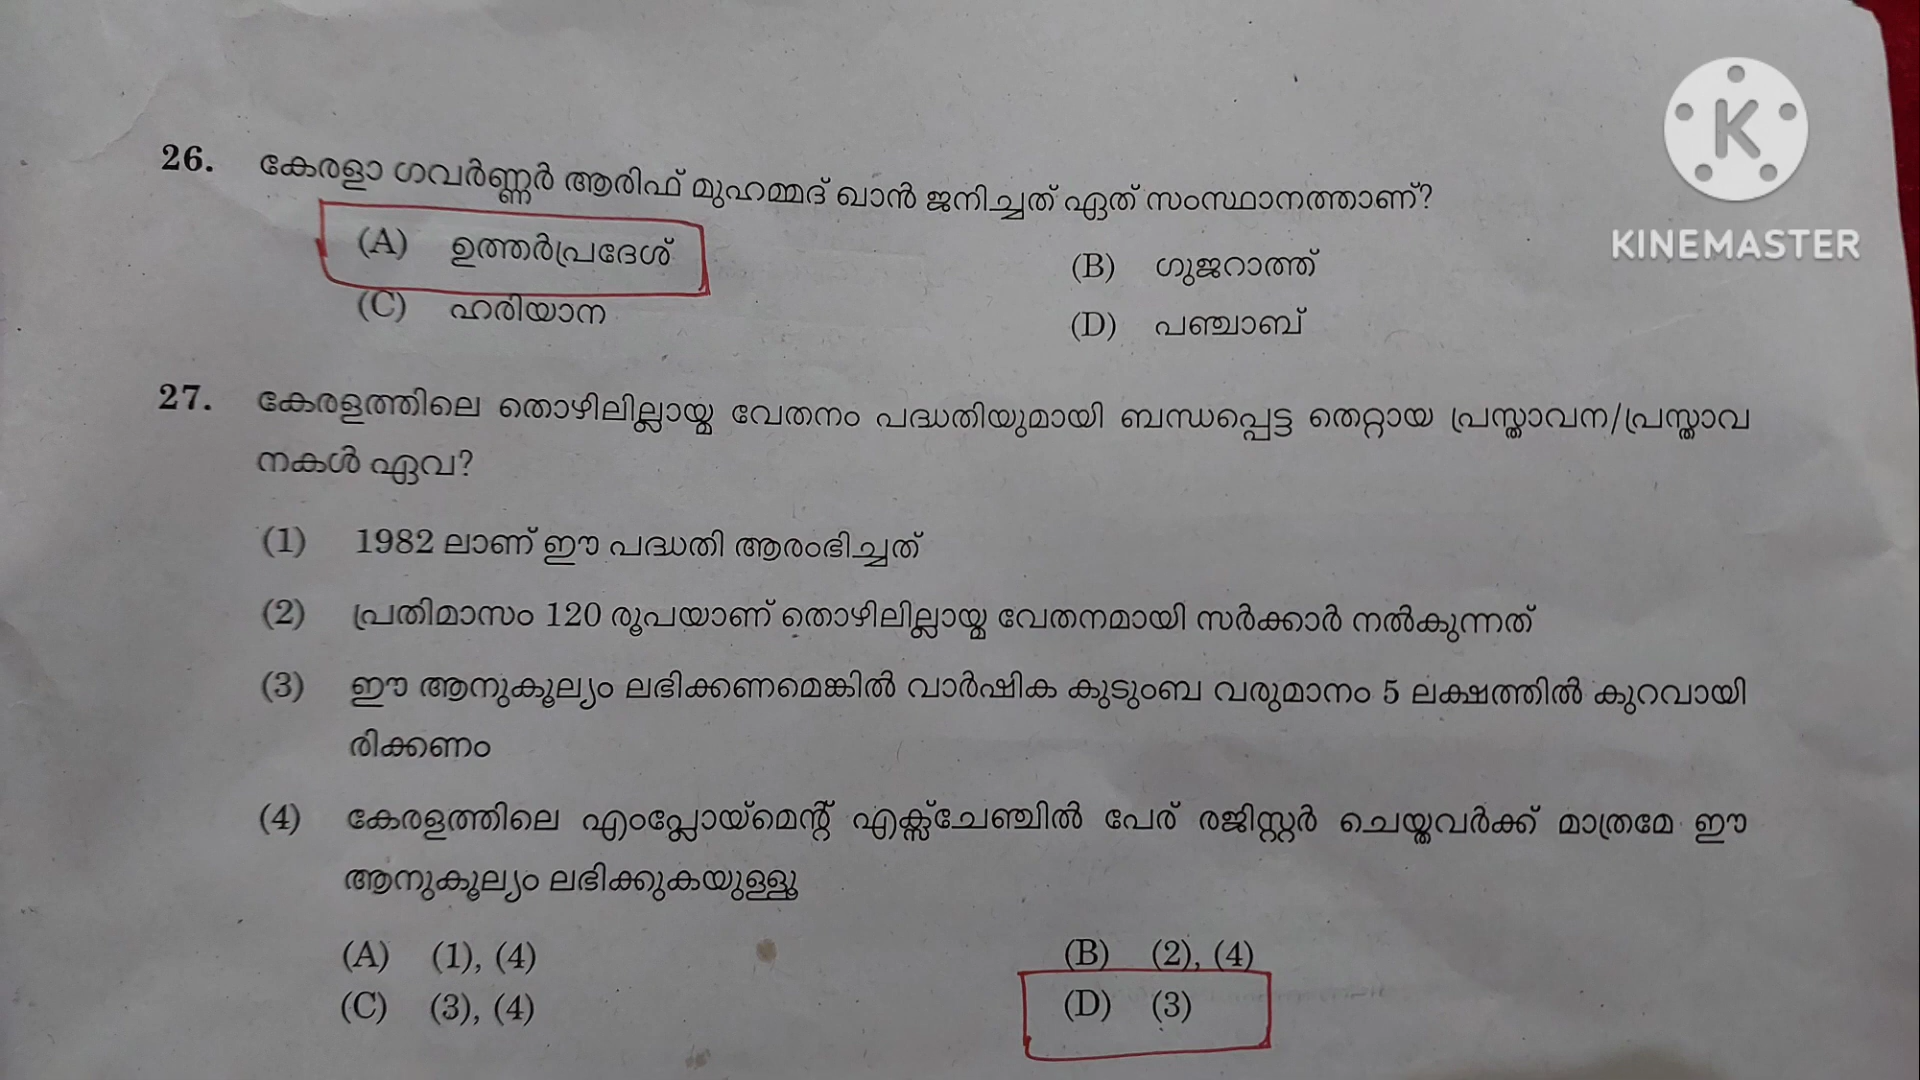 26. കേരളാ ഗവർണ്ണർ ആരിഫ് മുഹമ്മദ് ഖാൻ ജനിച്ചത് ഏത് സംസ്ഥാനത്താണ്?
(A) ഉത്തർപ്രദേശ് (B) ഗുജറാത്ത്
(C) ഹരിയാന (D) പഞ്ചാബ്
K
KINEMASTER
27. കേരളത്തിലെ തൊഴിലില്ലായ്മ വേതനം പദ്ധതിയുമായി ബന്ധപ്പെട്ട തെറ്റായ പ്രസ്താവന/പ്രസ്താവ
നകൾ ഏവ?
(1) 1982 ലാണ് ഈ പദ്ധതി ആരംഭിച്ചത്
(2) പ്രതിമാസം 120 രൂപയാണ് തൊഴിലില്ലായ്മ വേതനമായി സർക്കാർ നൽകുന്നത്
(3) ഈ ആനുകൂല്യം ലഭിക്കണമെങ്കിൽ വാർഷിക കുടുംബ വരുമാനം 5 ലക്ഷത്തിൽ കുറവായി
രിക്കണം
(4) കേരളത്തിലെ എംപ്ലോയ്മെന്റ് എക്സ്ചേഞ്ചിൽ പേര് രജിസ്റ്റർ ചെയ്തവർക്ക് മാത്രമേ ഈ
ആനുകൂല്യം ലഭിക്കുകയുള്ളൂ
(A) (1), (4) (B) (2), (4)
(C) (3), (4) (D) (3)